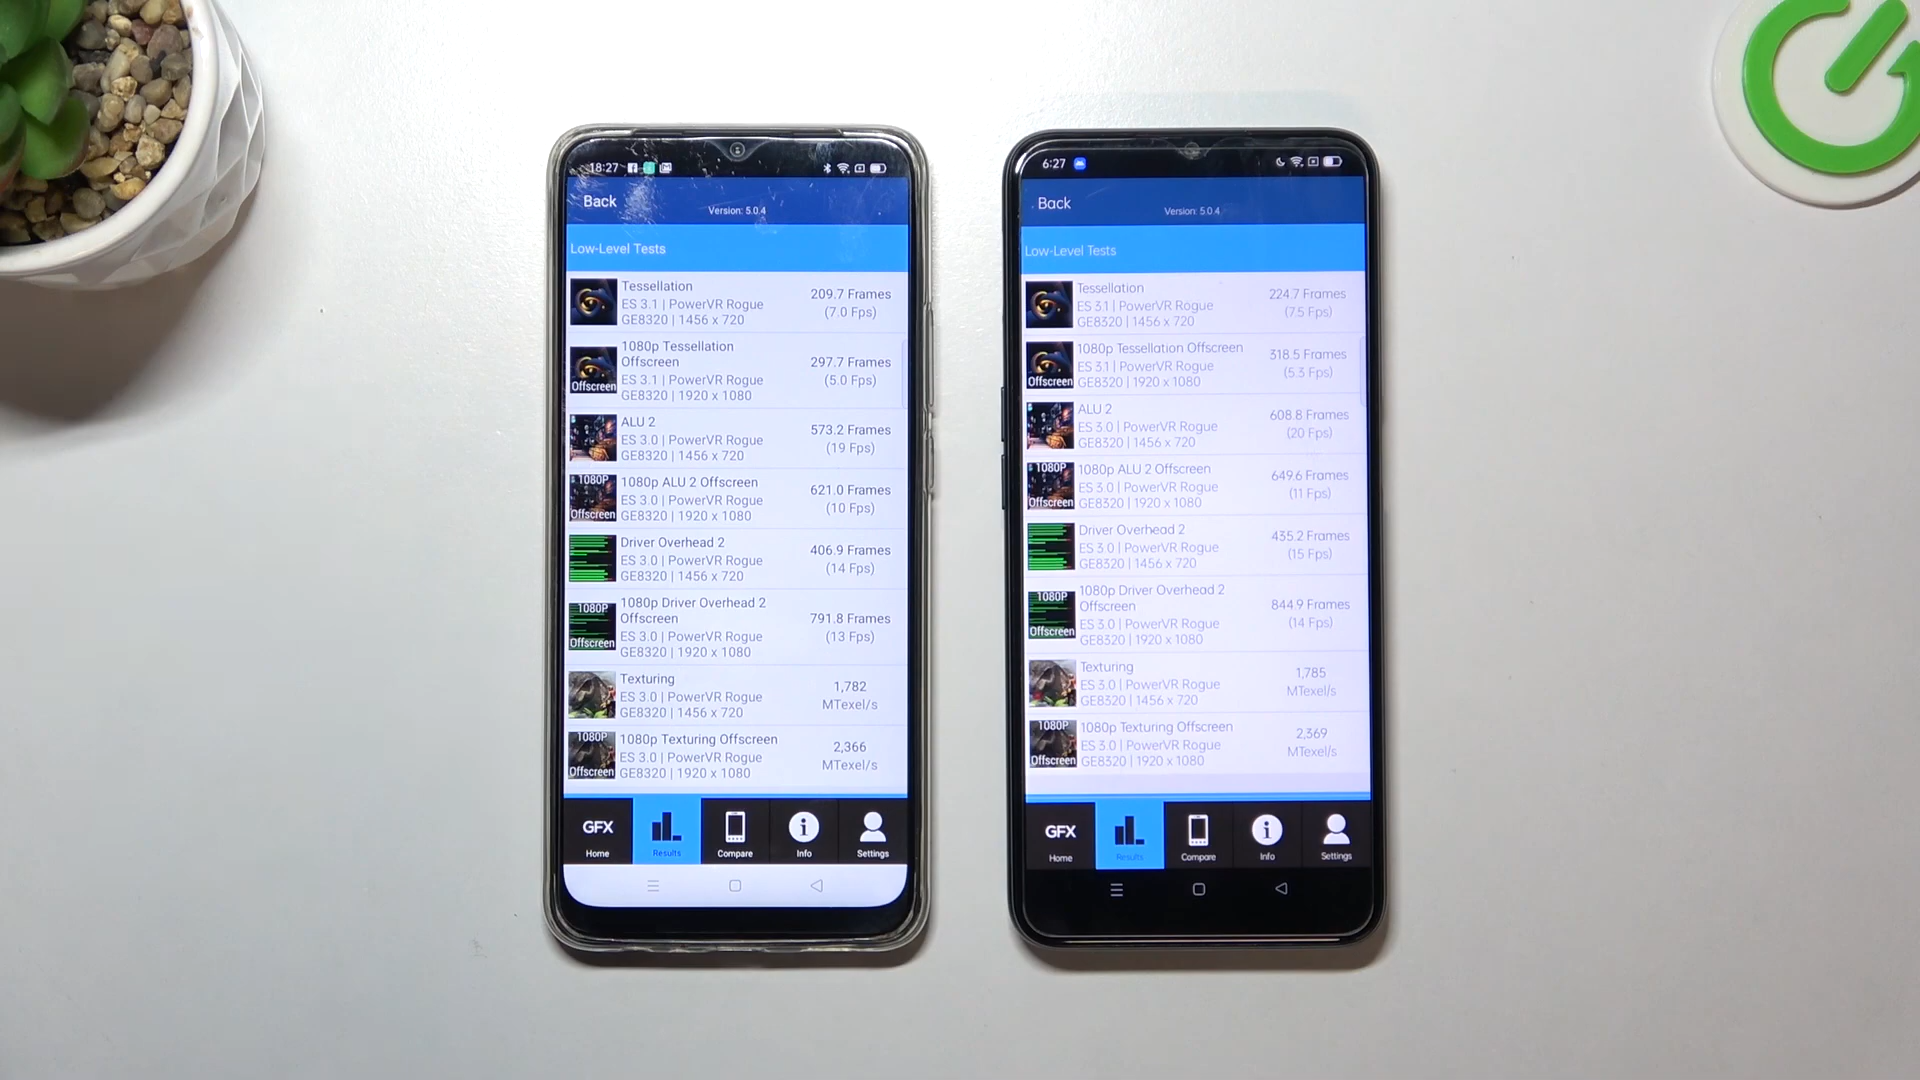 18:27
Back
Version: 5.0.4
Low-Level Tests
Tessellation
ES 3.1 | PowerVR Rogue
GE8320 | 1456 x 720
209.7 Frames
(7.0 Fps)
Offscreen
1080p Tessellation
Offscreen
ES 3.1 | PowerVR Rogue
GE8320 | 1920 x 1080
297.7 Frames
(5.0 Fps)
ALU 2
ES 3.0 | PowerVR Rogue
GE8320 | 1456 x 720
573.2 Frames
(19 Fps)
1080P
Offscreen
1080p ALU 2 Offscreen
ES 3.0 | PowerVR Rogue
GE8320 | 1920 x 1080
621.0 Frames
(10 Fps)
Driver Overhead 2
ES 3.0 | PowerVR Rogue
GE8320 | 1456 x 720
406.9 Frames
(14 Fps)
1080P
Offscreen
1080p Driver Overhead 2
Offscreen
ES 3.0 | PowerVR Rogue
GE8320 | 1920 x 1080
791.8 Frames
(13 Fps)
Texturing
ES 3.0 | PowerVR Rogue
GE8320 | 1456 x 720
1,782
MTexel/s
1080P
Offscreen
1080p Texturing Offscreen
ES 3.0 | PowerVR Rogue
GE8320 | 1920 x 1080
2,366
MTexel/s
GFX
Home
Results
Compare
Info
Settings
6:27
Back
Version: 5.0.4
Low-Level Tests
Tessellation
ES 3.1 | PowerVR Rogue
GE8320 | 1456 x 720
224.7 Frames
(7.5 Fps)
Offscreen
1080p Tessellation Offscreen
ES 3.1 | PowerVR Rogue
GE8320 | 1920 x 1080
318.5 Frames
(5.3 Fps)
ALU 2
ES 3.0 | PowerVR Rogue
GE8320 | 1456 x 720
608.8 Frames
(20 Fps)
1080P
Offscreen
1080p ALU 2 Offscreen
ES 3.0 | PowerVR Rogue
GE8320 | 1920 x 1080
649.6 Frames
(11 Fps)
Driver Overhead 2
ES 3.0 | PowerVR Rogue
GE8320 | 1456 x 720
435.2 Frames
(15 Fps)
1080P
Offscreen
1080p Driver Overhead 2
Offscreen
ES 3.0 | PowerVR Rogue
GE8320 | 1920 x 1080
844.9 Frames
(14 Fps)
Texturing
ES 3.0 | PowerVR Rogue
GE8320 | 1456 x 720
1,785
MTexel/s
1080P
Offscreen
1080p Texturing Offscreen
ES 3.0 | PowerVR Rogue
GE8320 | 1920 x 1080
2,369
MTexel/s
GFX
Home
Results
Compare
Info
Settings